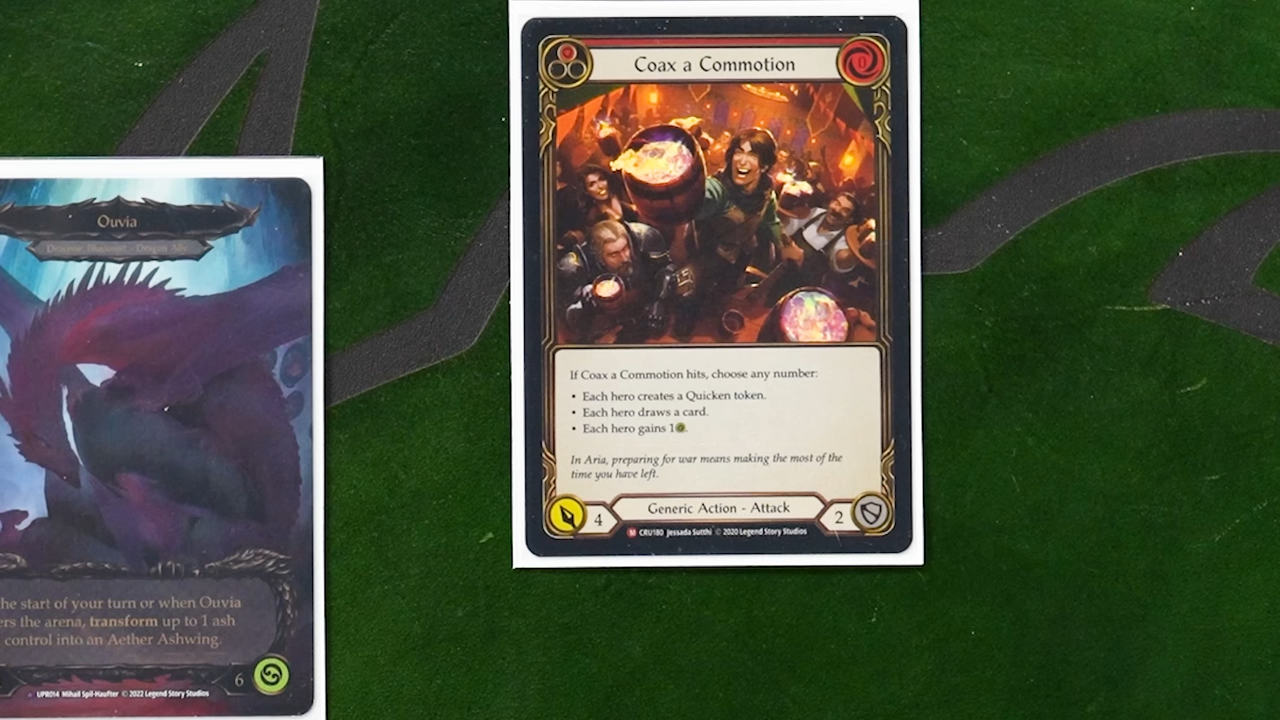 Coax a Commotion
0
If Coax a Commotion hits, choose any number:
• Each hero creates a Quicken token.
• Each hero draws a card.
• Each hero gains 1
In Aria, preparing for war means making the most of the
time you have left.
4
Generic Action - Attack
2
M CRU180 Jessada Sutthi © 2020 Legend Story Studios
Ouvia
Draconic Illusionist - Dragon Ally
he start of your turn or when Ouvia
ers the arena, transform up to 1 ash
control into an Aether Ashwing.
6
UPR014 Mihail Spil-Haufter © 2022 Legend Story Studios